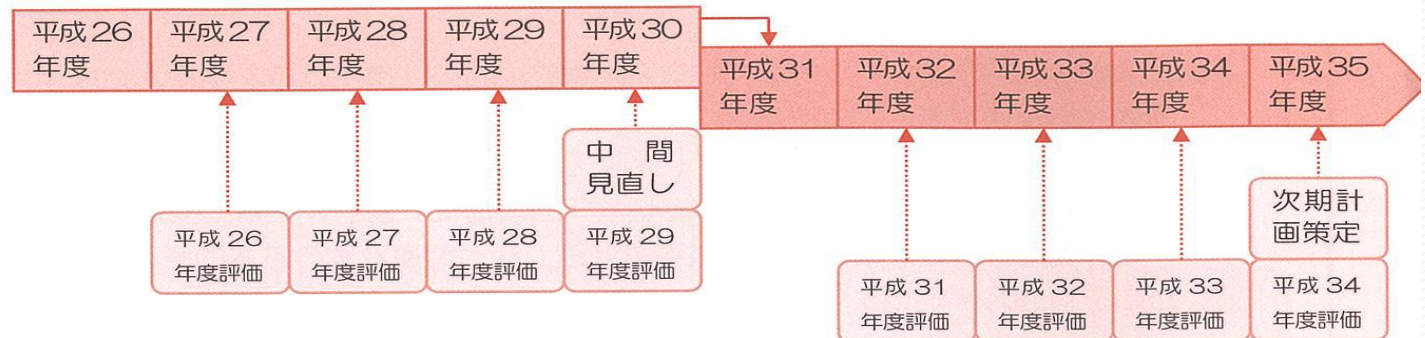 平成26
年度
平成27
年度
平成28
年度
平成29
年度
平成30
年度
平成31
年度
平成32
年度
平成33
年度
平成34
年度
平成35
年度
中間
見直し
平成26
年度評価
平成27
年度評価
平成28
年度評価
平成29
年度評価
次期計
画策定
平成31
年度評価
平成32
年度評価
平成33
年度評価
平成34
年度評価